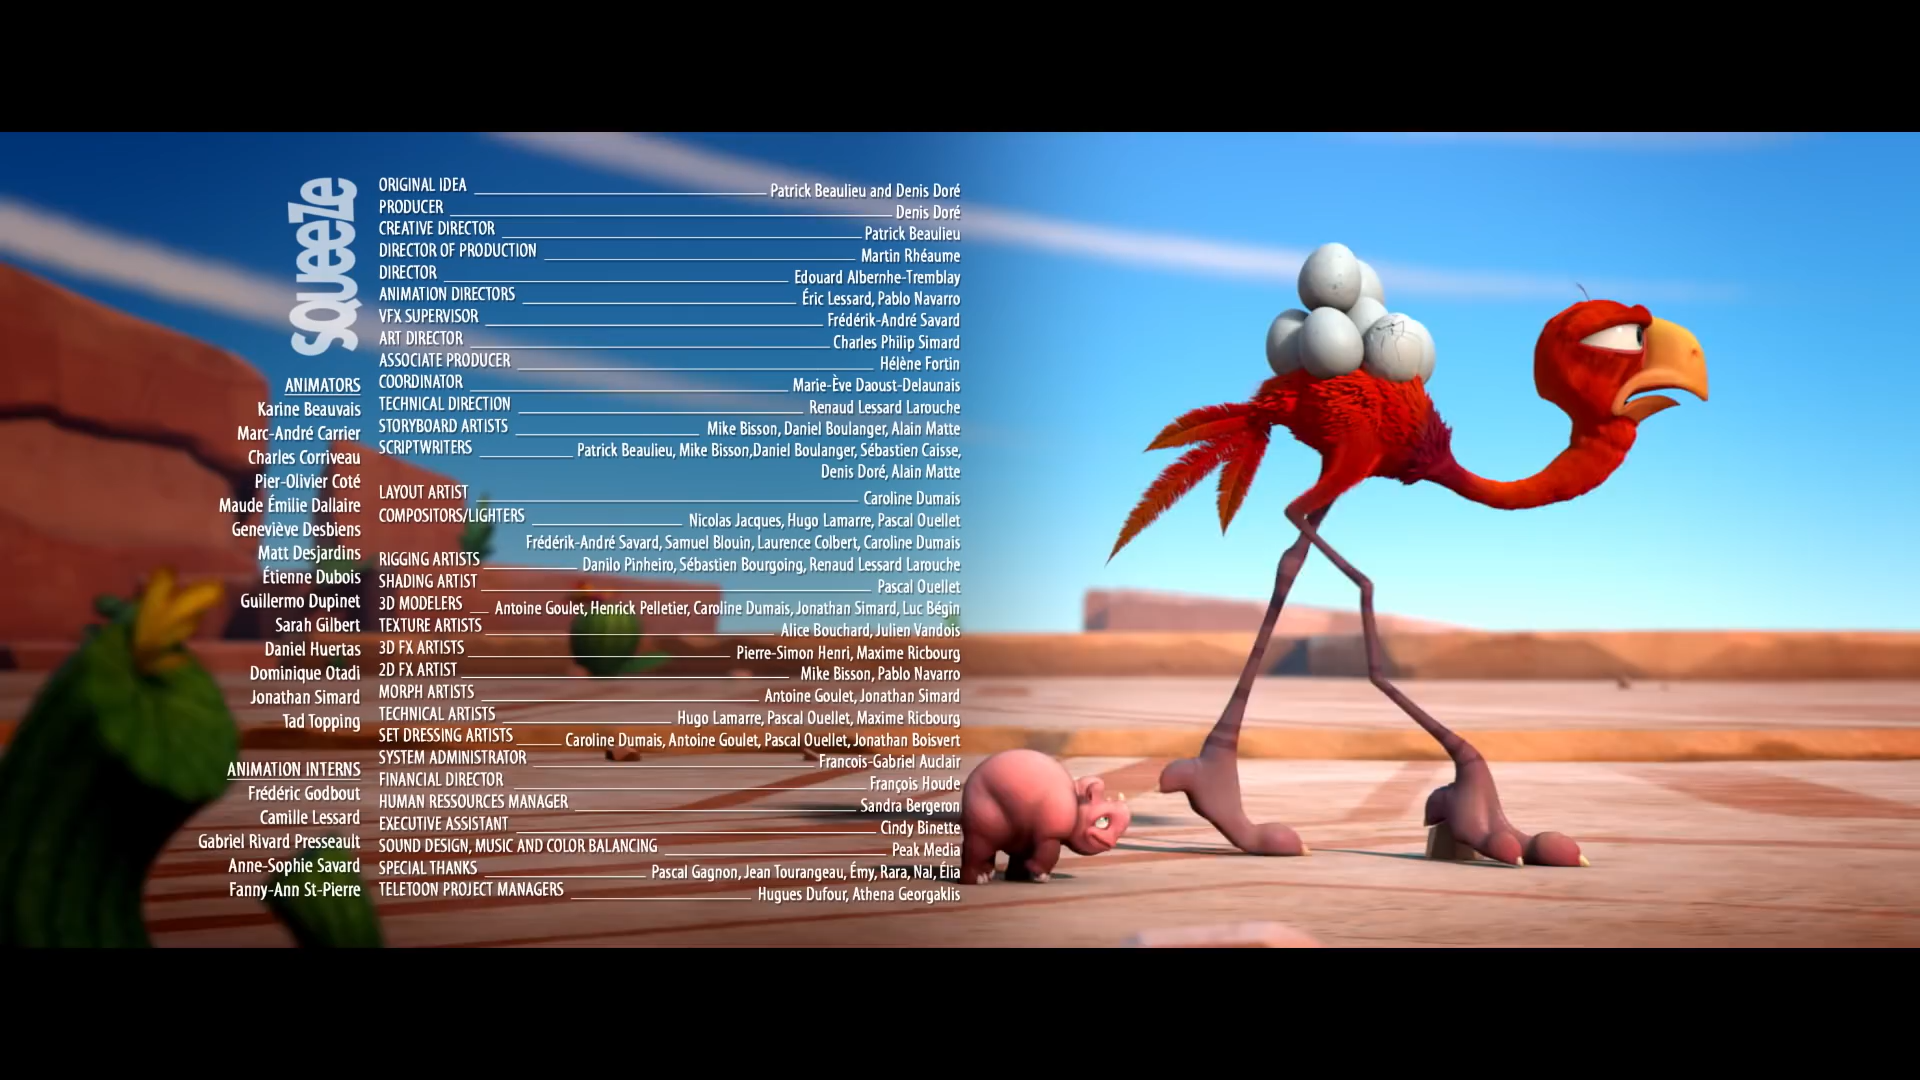 squeeze
ANIMATORS
Karine Beauvais
Marc-André Carrier
Charles Corriveau
Pier-Olivier Coté
Maude Émilie Dallaire
Geneviève Desbiens
Matt Desjardins
Étienne Dubois
Guillermo Dupinet
Sarah Gilbert
Daniel Huertas
Dominique Otadi
Jonathan Simard
Tad Topping
ANIMATION INTERNS
Frédéric Godbout
Camille Lessard
Gabriel Rivard Presseault
Anne-Sophie Savard
Fanny-Ann St-Pierre
ORIGINAL IDEA Patrick Beaulieu and Denis Doré
PRODUCER Denis Doré
CREATIVE DIRECTOR Patrick Beaulieu
DIRECTOR OF PRODUCTION Martin Rhéaume
DIRECTOR Edouard Albernhe-Tremblay
ANIMATION DIRECTORS Éric Lessard, Pablo Navarro
VFX SUPERVISOR Frédérik-André Savard
ART DIRECTOR Charles Philip Simard
ASSOCIATE PRODUCER Hélène Fortin
COORDINATOR Marie-Ève Daoust-Delaunais
TECHNICAL DIRECTION Renaud Lessard Larouche
STORYBOARD ARTISTS Mike Bisson, Daniel Boulanger, Alain Matte
SCRIPTWRITERS Patrick Beaulieu, Mike Bisson,Daniel Boulanger, Sébastien Caisse,
Denis Doré, Alain Matte
LAYOUT ARTIST Caroline Dumais
COMPOSITORS/LIGHTERS Nicolas Jacques, Hugo Lamarre, Pascal Ouellet
Frédérik-André Savard, Samuel Blouin, Laurence Colbert, Caroline Dumais
RIGGING ARTISTS Danilo Pinheiro, Sébastien Bourgoing, Renaud Lessard Larouche
SHADING ARTIST Pascal Ouellet
3D MODELERS Antoine Goulet, Henrick Pelletier, Caroline Dumais, Jonathan Simard, Luc Bégin
TEXTURE ARTISTS Alice Bouchard, Julien Vandois
3D FX ARTISTS Pierre-Simon Henri, Maxime Ricbourg
2D FX ARTIST Mike Bisson, Pablo Navarro
MORPH ARTISTS Antoine Goulet, Jonathan Simard
TECHNICAL ARTISTS Hugo Lamarre, Pascal Ouellet, Maxime Ricbourg
SET DRESSING ARTISTS Caroline Dumais, Antoine Goulet, Pascal Ouellet, Jonathan Boisvert
SYSTEM ADMINISTRATOR Francois-Gabriel Auclair
FINANCIAL DIRECTOR François Houde
HUMAN RESSOURCES MANAGER Sandra Bergeron
EXECUTIVE ASSISTANT Cindy Binette
SOUND DESIGN, MUSIC AND COLOR BALANCING Peak Media
SPECIAL THANKS Pascal Gagnon, Jean Tourangeau, Émy, Rara, Nal, Élia
TELETOON PROJECT MANAGERS Hugues Dufour, Athena Georgaklis